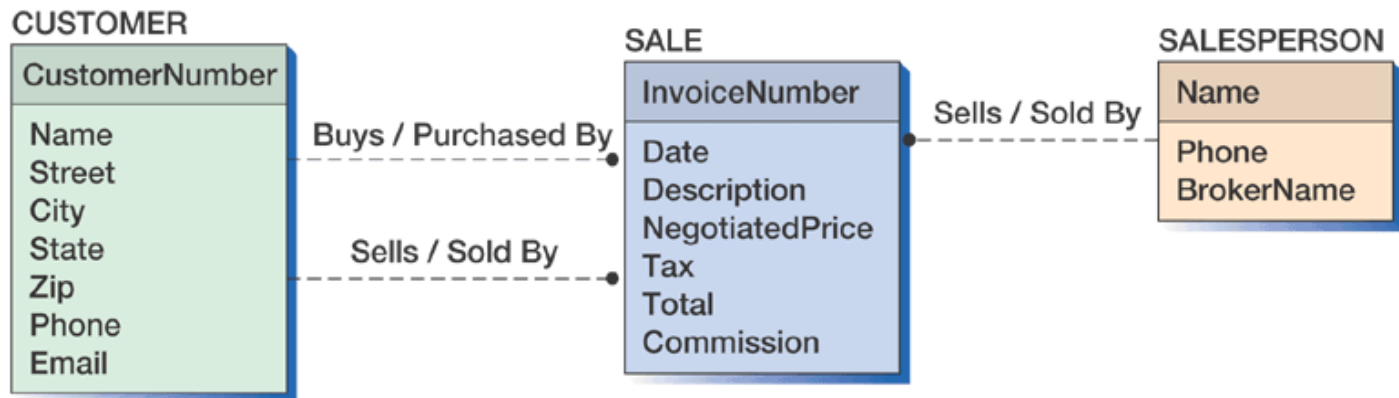 CUSTOMER
CustomerNumber
Name
Street
City
State
Zip
Phone
Email
Buys / Purchased By
Sells / Sold By
SALE
InvoiceNumber
Date
Description
NegotiatedPrice
Tax
Total
Commission
Sells / Sold By
SALESPERSON
Name
Phone
BrokerName